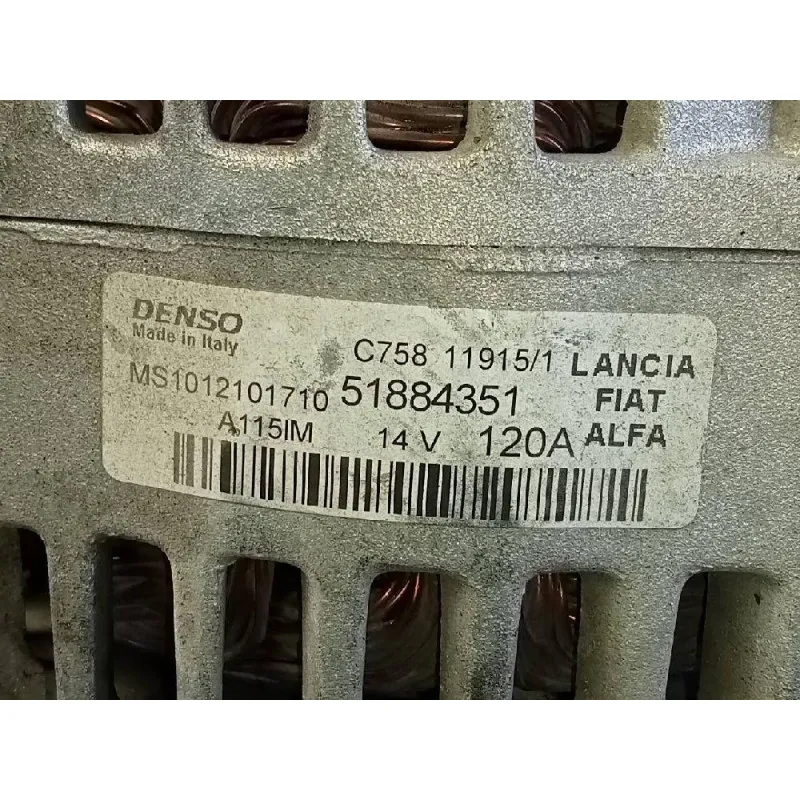 DENSO
Made in Italy
C758 11915/1 LANCIA
MS1012101710 51884351 FIAT
A115IM 14 V 120A ALFA